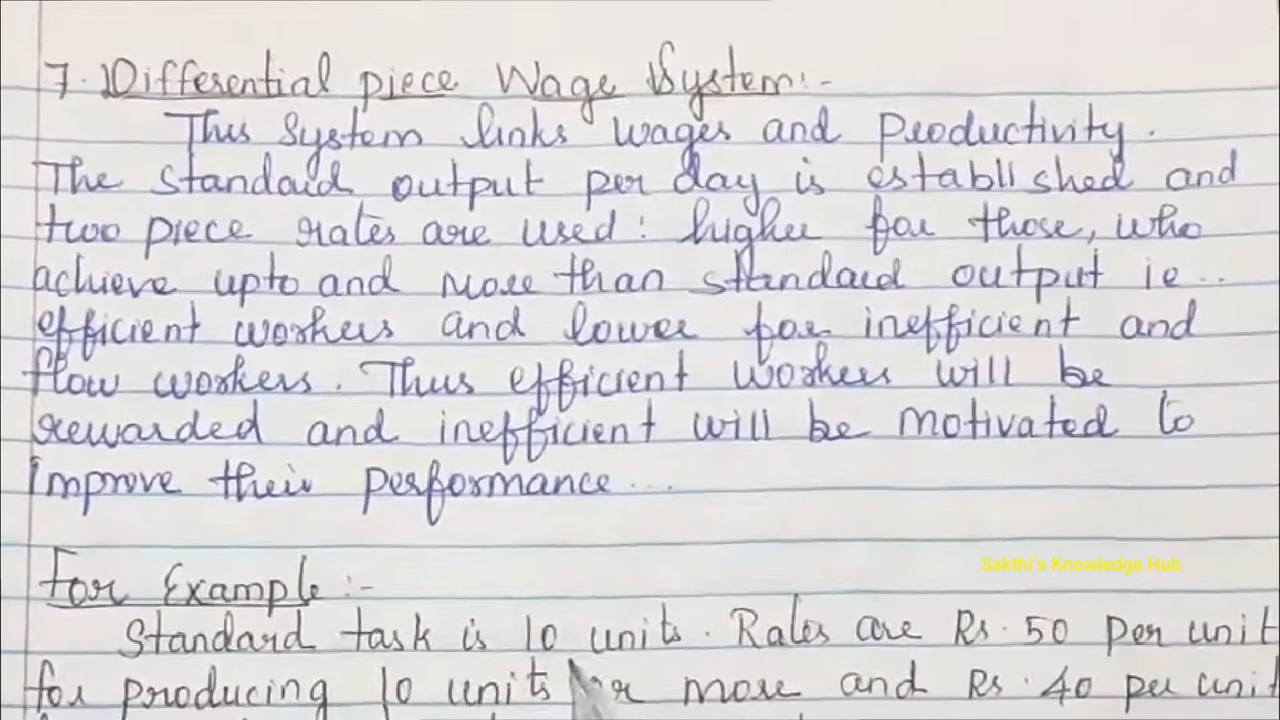 7. Differential piece Wage System:-
This System links wages and Productivity.
The standard output per day is established and
two piece rates are used: higher for those, who
achieve upto and more than standard output ie..
efficient workers and lower for inefficient and
flow workers. Thus efficient workers will be
rewarded and inefficient will be motivated to
Improve their performance...
For Example:-
Sakthi's Knowledge Hub
Standard task is 10 units. Rates are Rs. 50 per unit
for producing 10 units or more and Rs. 40 per unit